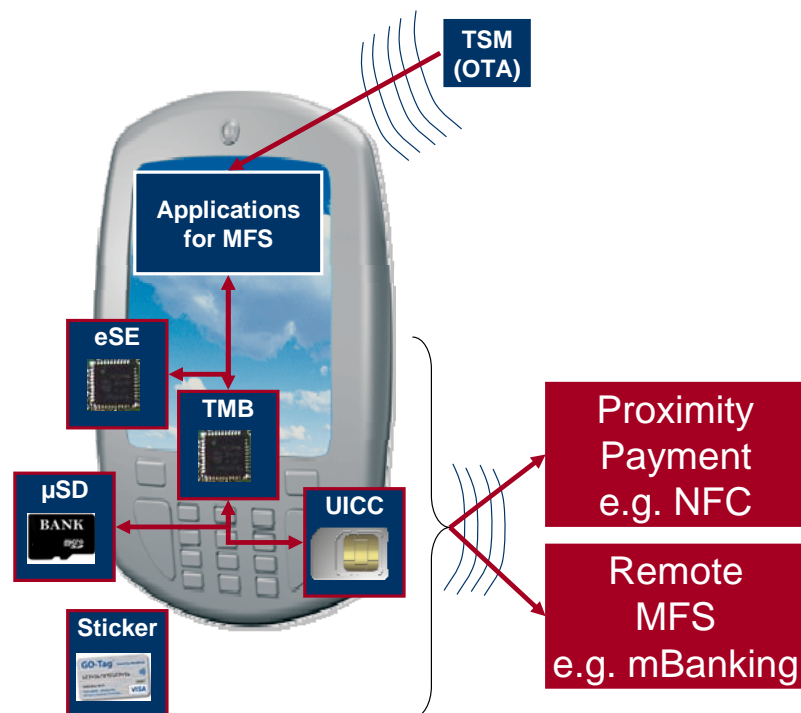 TSM
(OTA)
Applications
for MFS
eSE
TMB
µSD
BANK
UICC
Sticker
GO-Tag
VISA
Proximity
Payment
e.g. NFC
Remote
MFS
e.g. mBanking